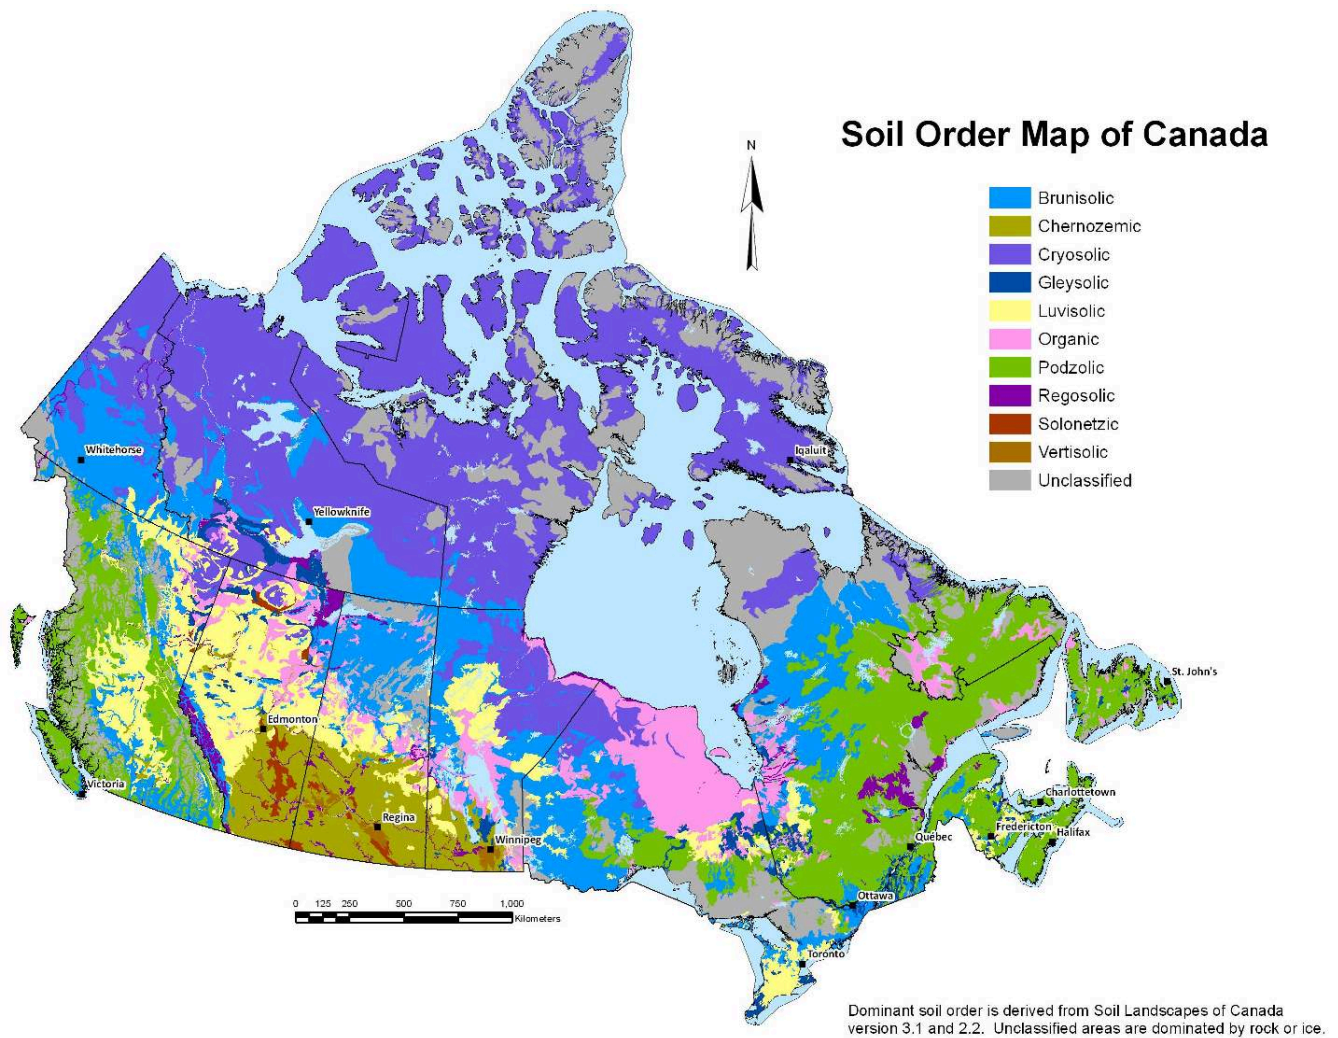 Soil Order Map of Canada
N
Brunisolic
Chernozemic
Cryosolic
Gleysolic
Luvisolic
Organic
Podzolic
Regosolic
Solonetzic
Vertisolic
Unclassified
Whitehorse
Iqaluit
Yellowknife
St. John's
Edmonton
Victoria
Regina
Winnipeg
Charlottetown
Fredericton
Halifax
Québec
Ottawa
Toronto
0 125 250 500 750 1,000
Kilometers
Dominant soil order is derived from Soil Landscapes of Canada
version 3.1 and 2.2. Unclassified areas are dominated by rock or ice.